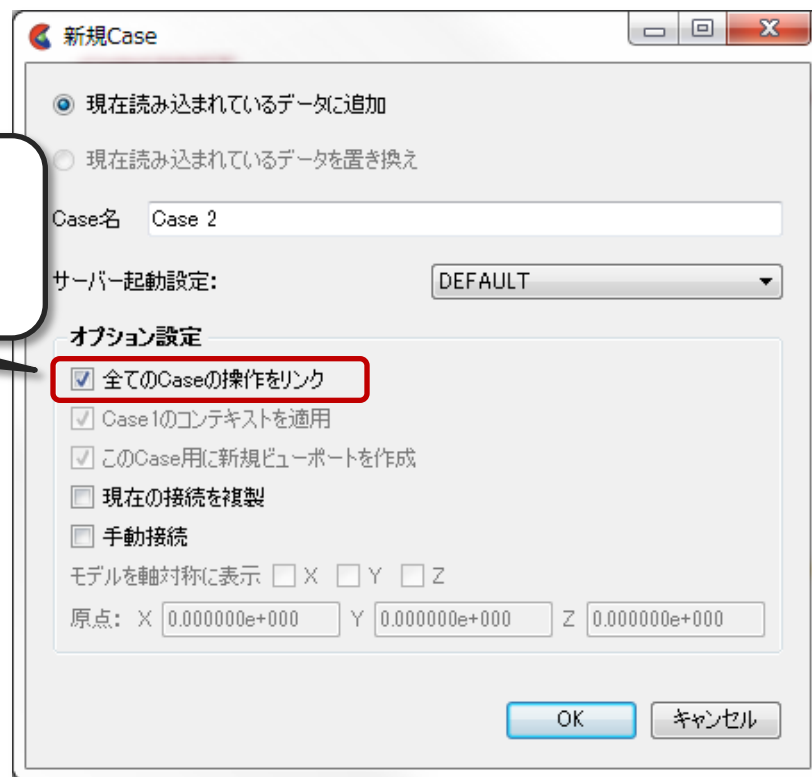 新規Case
現在読み込まれているデータに追加
現在読み込まれているデータを置き換え
Case名 Case 2
サーバー起動設定: DEFAULT
オプション設定
全てのCaseの操作をリンク
Case1のコンテキストを適用
このCase用に新規ビューポートを作成
現在の接続を複製
手動接続
モデルを軸対称に表示 X Y Z
原点: X 0.000000e+000 Y 0.000000e+000 Z 0.000000e+000
OK キャンセル